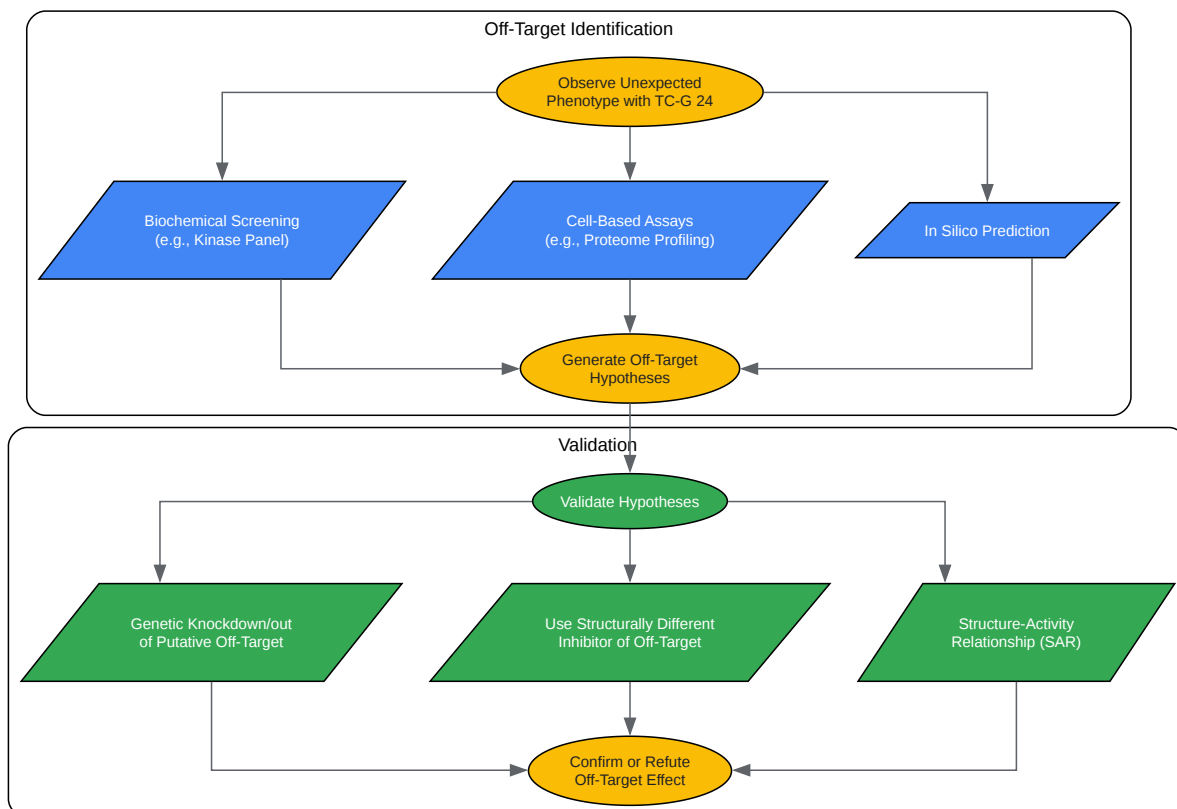 Off-Target Identification
Observe Unexpected
Phenotype with TC-G 24
Biochemical Screening
(e.g., Kinase Panel)
Cell-Based Assays
(e.g., Proteome Profiling)
In Silico Prediction
Generate Off-Target
Hypotheses
Validation
Validate Hypotheses
Genetic Knockdown/out
of Putative Off-Target
Use Structurally Different
Inhibitor of Off-Target
Structure-Activity
Relationship (SAR)
Confirm or Refute
Off-Target Effect